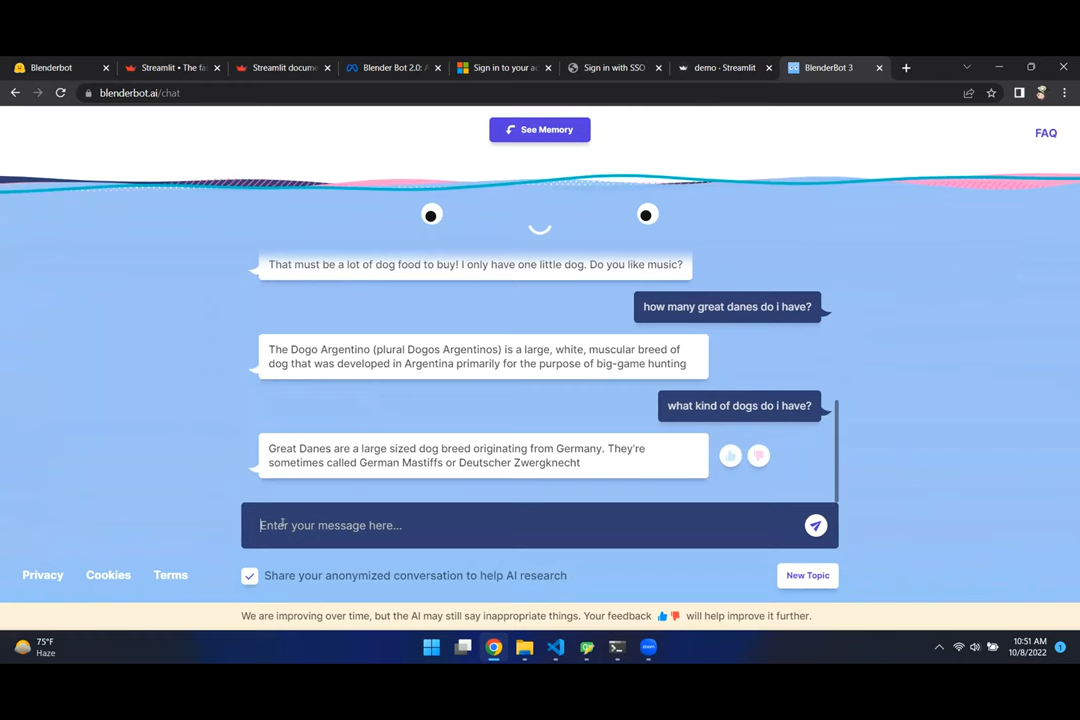 Blenderbot
Streamlit • The fa
Streamlit docume
Blender Bot 2.0: A
Sign in to your ac
Sign in with SSO
demo - Streamlit
BlenderBot 3
blenderbot.ai/chat
See Memory
FAQ
That must be a lot of dog food to buy! I only have one little dog. Do you like music?
how many great danes do i have?
The Dogo Argentino (plural Dogos Argentinos) is a large, white, muscular breed of
dog that was developed in Argentina primarily for the purpose of big-game hunting
what kind of dogs do i have?
Great Danes are a large sized dog breed originating from Germany. They're
sometimes called German Mastiffs or Deutscher Zwergknecht
Enter your message here...
Privacy
Cookies
Terms
Share your anonymized conversation to help AI research
New Topic
We are improving over time, but the AI may still say inappropriate things. Your feedback 👍👎 will help improve it further.
75°F
Haze
zoom
10:51 AM
10/8/2022
1